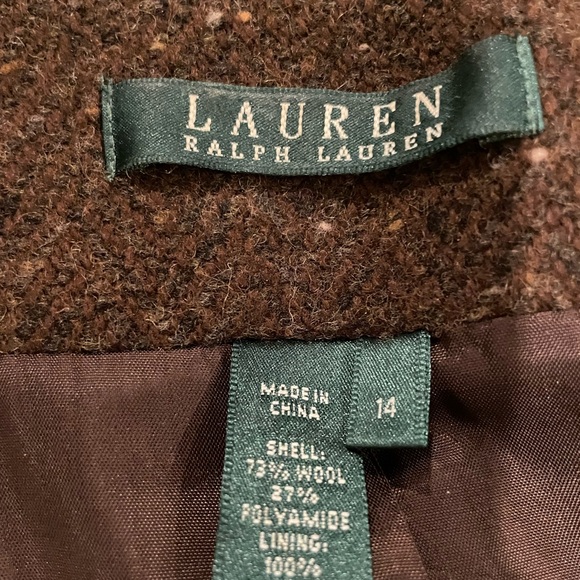 LAUREN
RALPH LAUREN
MADE IN
CHINA
14
SHELL:
73% WOOL
27%
POLYAMIDE
LINING:
100%